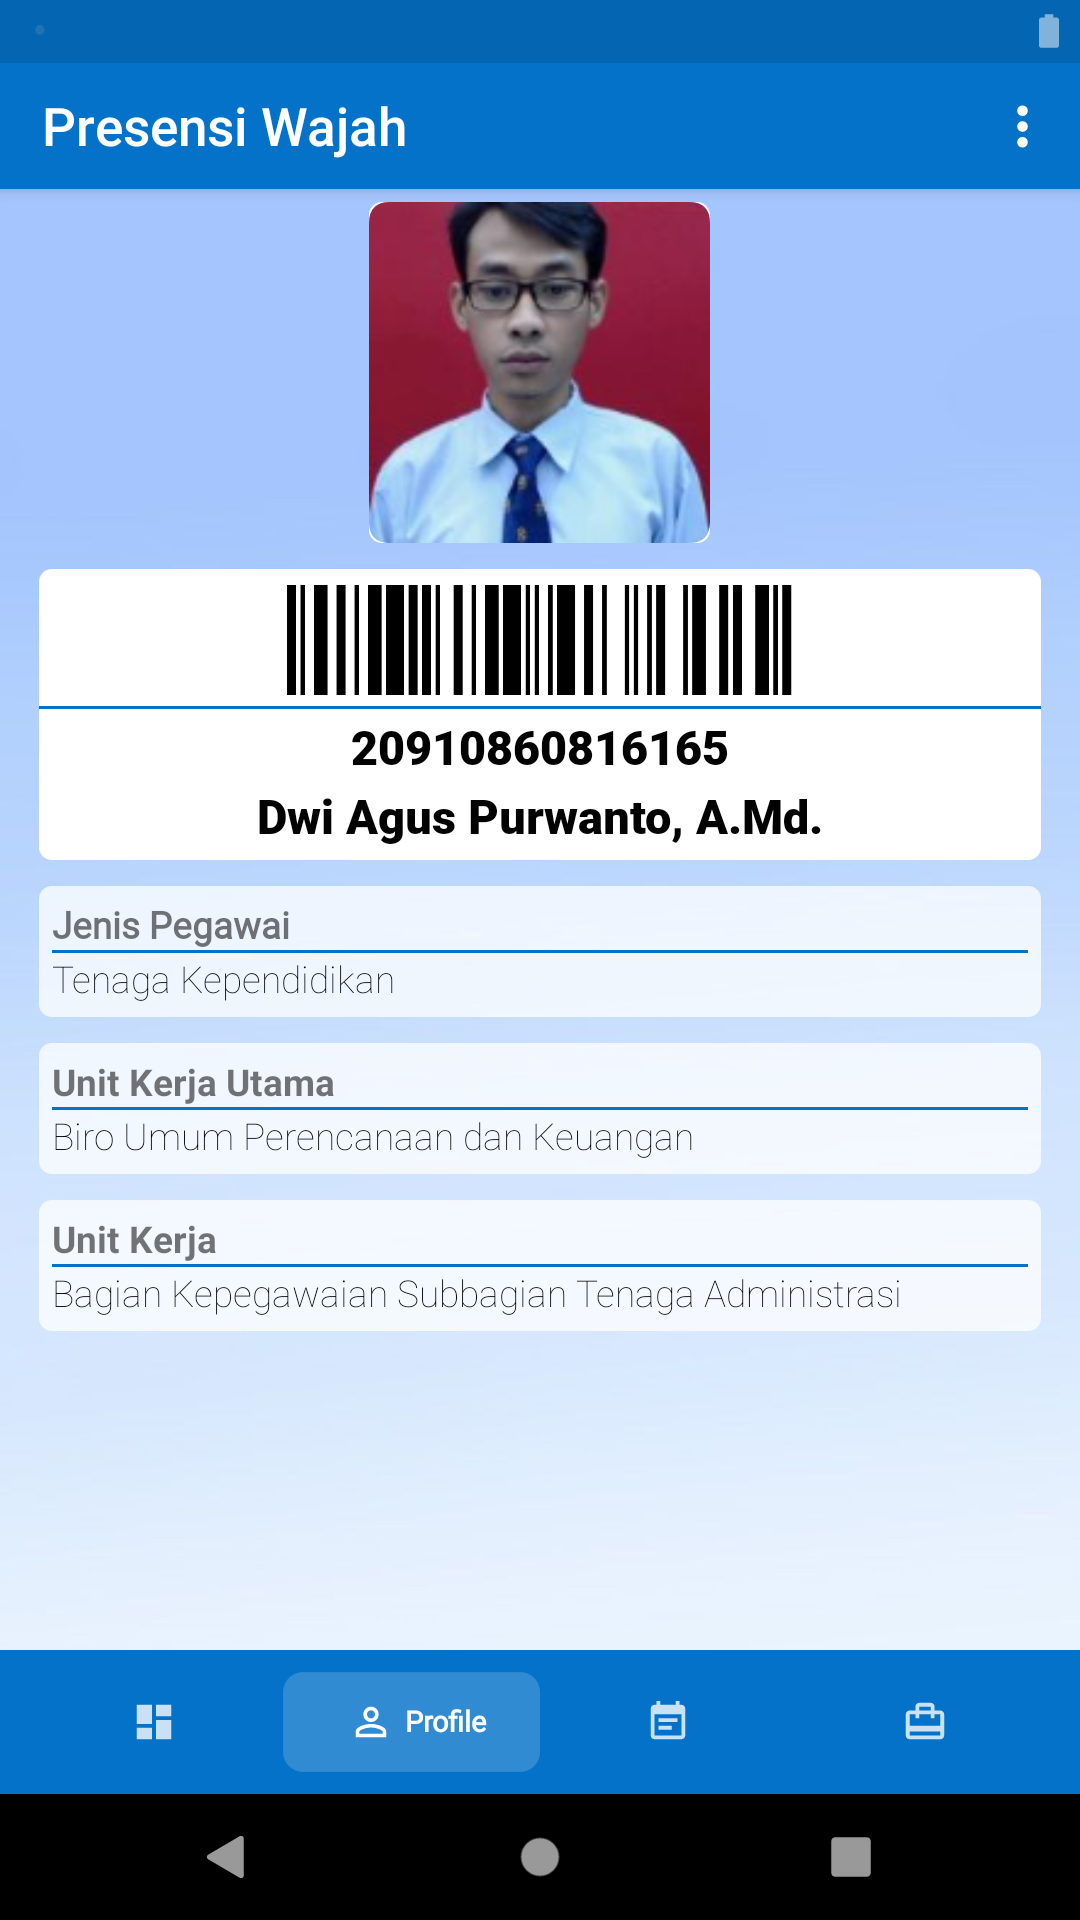 Presensi Wajah
20910860816165
Dwi Agus Purwanto, A.Md.
Jenis Pegawai
Tenaga Kependidikan
Unit Kerja Utama
Biro Umum Perencanaan dan Keuangan
Unit Kerja
Bagian Kepegawaian Subbagian Tenaga Administrasi
Profile